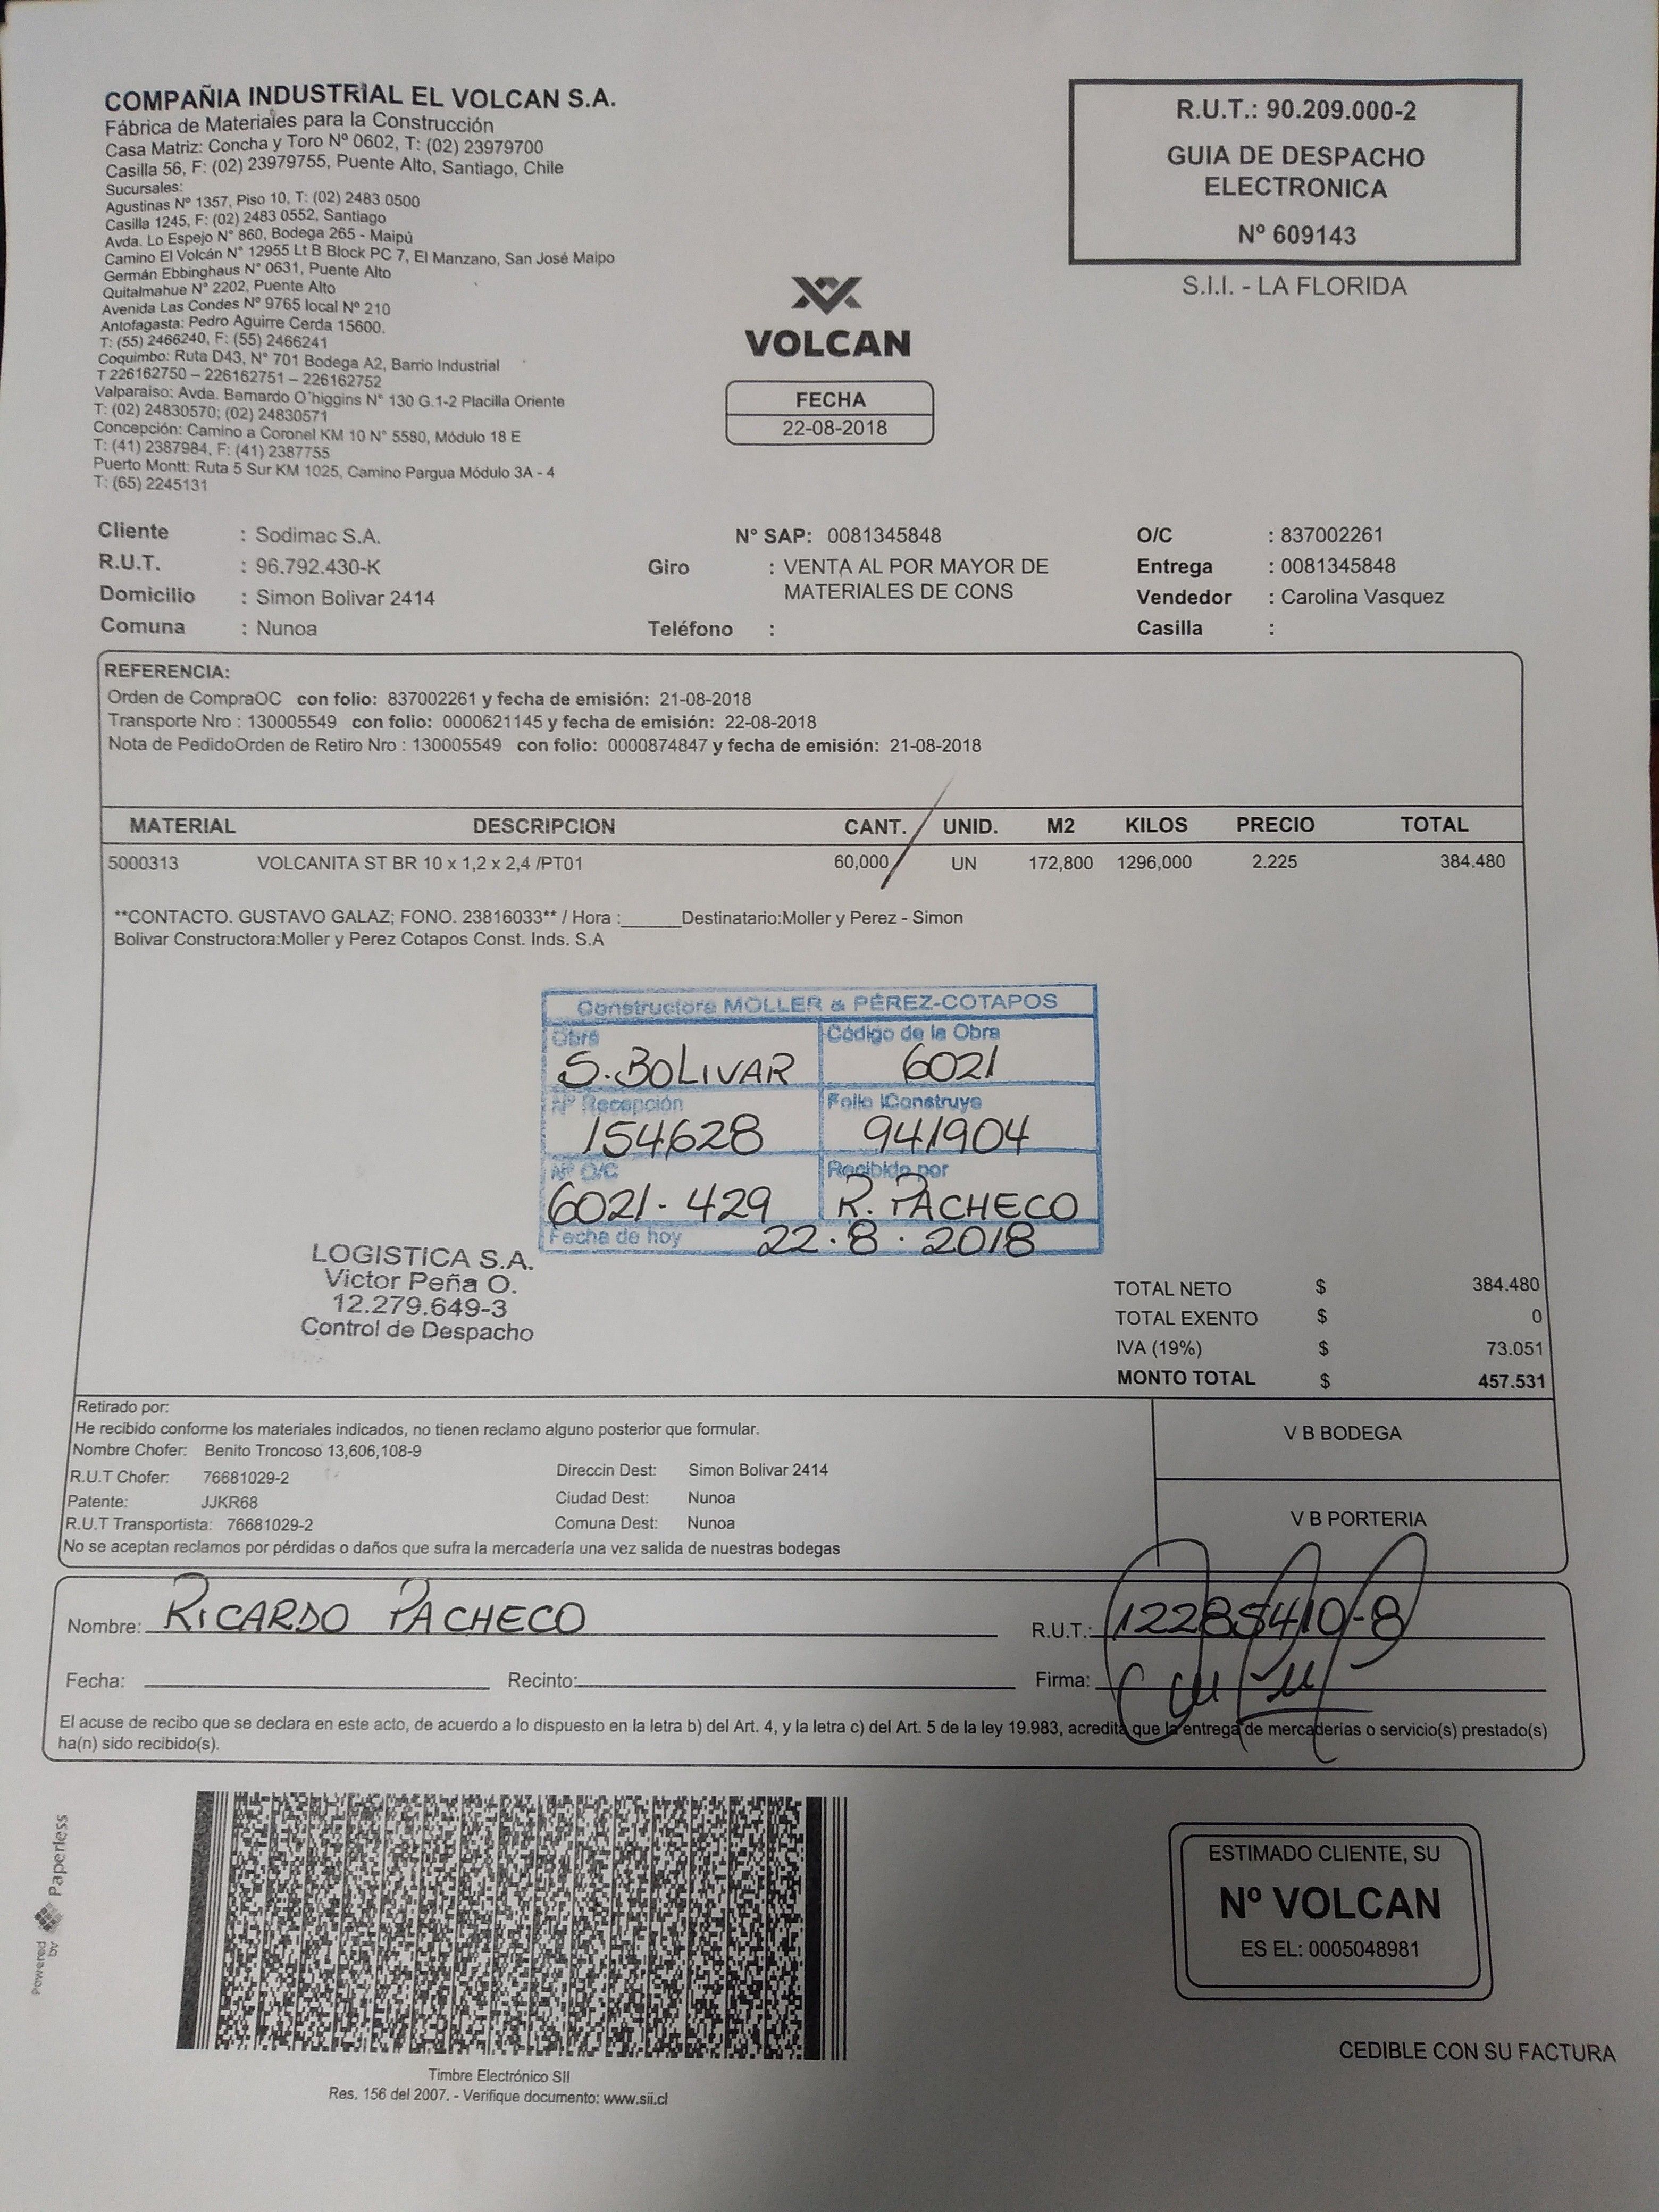 COMPAÑIA INDUSTRIAL EL VOLCAN S.A.
Fábrica de Materiales para la Construcción
Casa Matriz: Concha y Toro Nº 0602, T: (02) 23979700
Casilla 56, F: (02) 23979755, Puente Alto, Santiago, Chile
Sucursales:
Agustinas Nº 1357, Piso 10, T: (02) 2483 0500
Casilla 1245, F: (02) 2483 0552, Santiago
Avda. Lo Espejo N° 860, Bodega 265 - Maipú
Camino El Volcán N° 12955 Lt B Block PC 7, El Manzano, San José Maipo
Germán Ebbinghaus N° 0631, Puente Alto
Quitalmahue N° 2202, Puente Alto
Avenida Las Condes Nº 9765 local Nº 210
Antofagasta: Pedro Aguirre Cerda 15600.
T: (55) 2466240, F: (55) 2466241
Coquimbo: Ruta D43, N° 701 Bodega A2, Barrio Industrial
T 226162750 – 226162751 – 226162752
Valparaiso: Avda. Bernardo O´higgins N° 130 G.1-2 Placilla Oriente
T: (02) 24830570; (02) 24830571
Concepción: Camino a Coronel KM 10 N° 5580, Módulo 18 E
T: (41) 2387984, F: (41) 2387755
Puerto Montt: Ruta 5 Sur KM 1025, Camino Pargua Módulo 3A - 4
T: (65) 2245131
R.U.T.: 90.209.000-2
GUIA DE DESPACHO
ELECTRONICA
Nº 609143
S.I.I. - LA FLORIDA
VOLCAN
FECHA
22-08-2018
Cliente : Sodimac S.A. N° SAP: 0081345848 O/C : 837002261
R.U.T. : 96.792.430-K Giro : VENTA AL POR MAYOR DE Entrega : 0081345848
MATERIALES DE CONS
Domicilio : Simon Bolivar 2414 Vendedor : Carolina Vasquez
Comuna : Nunoa Teléfono : Casilla :
REFERENCIA:
Orden de CompraOC con folio: 837002261 y fecha de emisión: 21-08-2018
Transporte Nro : 130005549 con folio: 0000621145 y fecha de emisión: 22-08-2018
Nota de PedidoOrden de Retiro Nro : 130005549 con folio: 0000874847 y fecha de emisión: 21-08-2018
MATERIAL DESCRIPCION CANT. UNID. M2 KILOS PRECIO TOTAL
5000313 VOLCANITA ST BR 10 x 1,2 x 2,4 /PT01 60,000 UN 172,800 1296,000 2.225 384.480
**CONTACTO. GUSTAVO GALAZ; FONO. 23816033** / Hora :______Destinatario:Moller y Perez - Simon
Bolivar Constructora:Moller y Perez Cotapos Const. Inds. S.A
Constructora MOLLER & PÉREZ-COTAPOS
Obra Código de la Obra
S. BOLIVAR 6021
Nº Recepción Folio IConstruye
154628 941904
Nº O/C Recibido por
6021-429 R. PACHECO
Fecha de hoy 22.8.2018
LOGISTICA S.A.
Victor Peña O.
12.279.649-3
Control de Despacho
TOTAL NETO $ 384.480
TOTAL EXENTO $ 0
IVA (19%) $ 73.051
MONTO TOTAL $ 457.531
Retirado por:
He recibido conforme los materiales indicados, no tienen reclamo alguno posterior que formular.
Nombre Chofer: Benito Troncoso 13,606,108-9
R.U.T Chofer: 76681029-2 Direccin Dest: Simon Bolivar 2414
Patente: JJKR68 Ciudad Dest: Nunoa
R.U.T Transportista: 76681029-2 Comuna Dest: Nunoa
No se aceptan reclamos por pérdidas o daños que sufra la mercadería una vez salida de nuestras bodegas
V B BODEGA
V B PORTERIA
Nombre: RICARDO PACHECO R.U.T.: 12285410-8
Fecha: Recinto: Firma:
El acuse de recibo que se declara en este acto, de acuerdo a lo dispuesto en la letra b) del Art. 4, y la letra c) del Art. 5 de la ley 19.983, acredita que la entrega de mercaderias o servicio(s) prestado(s)
ha(n) sido recibido(s).
Powered by Paperless
Timbre Electrónico SII
Res. 156 del 2007. - Verifique documento: www.sii.cl
ESTIMADO CLIENTE, SU
Nº VOLCAN
ES EL: 0005048981
CEDIBLE CON SU FACTURA